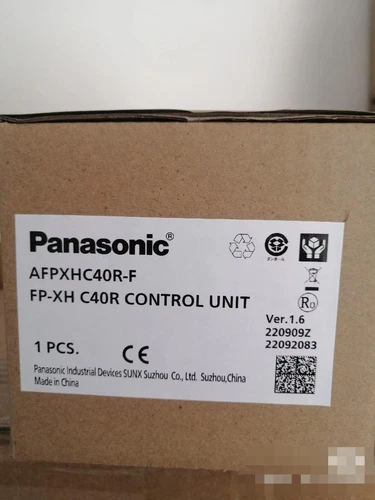 Panasonic®
AFPXHC40R-F
FP-XH C40R CONTROL UNIT
Ver.1.6
220909Z
22092083
1 PCS.
CE
Panasonic Industrial Devices SUNX Suzhou Co., Ltd. Suzhou,China
Made in China